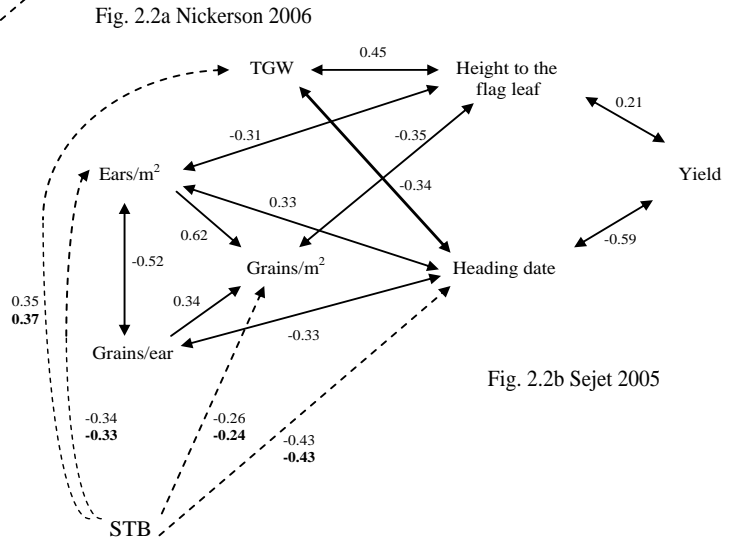 Fig. 2.2a Nickerson 2006
TGW
0.45
Height to the
flag leaf
0.21
-0.31
-0.35
Ears/m²
-0.34
Yield
0.33
0.62
-0.59
-0.52
Grains/m²
Heading date
0.35
0.37
0.34
-0.33
Grains/ear
Fig. 2.2b Sejet 2005
-0.34
-0.33
-0.26
-0.24
-0.43
-0.43
STB